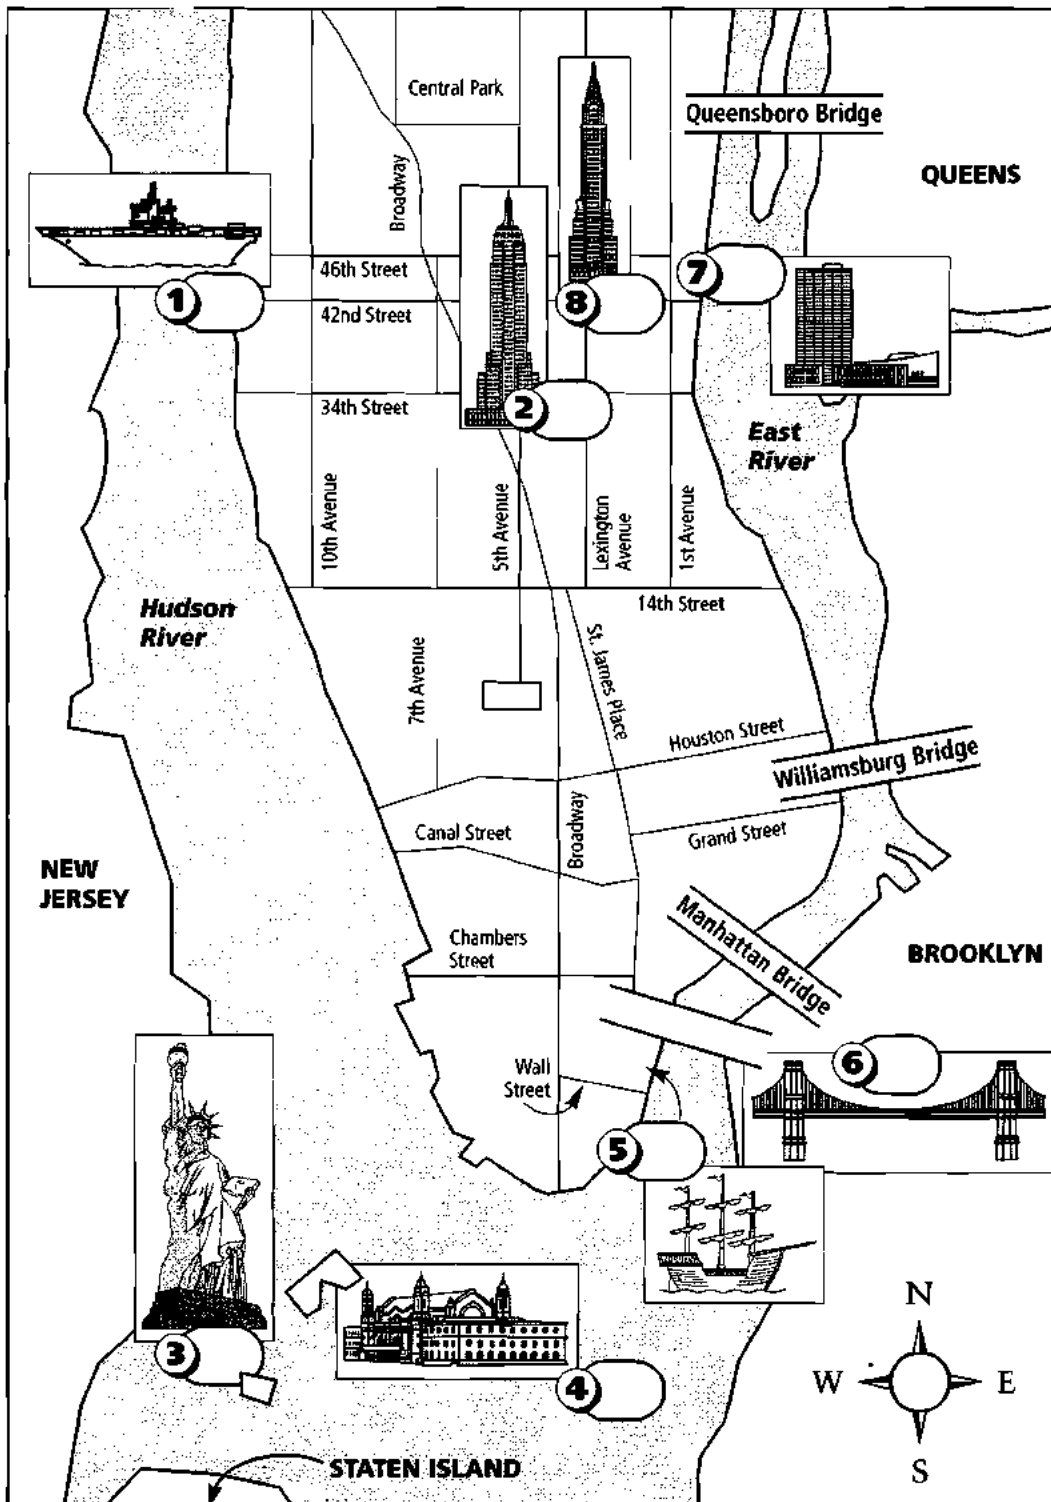 Central Park
Queensboro Bridge
Broadway
QUEENS
46th Street
1
7
8
42nd Street
34th Street
2
East
River
10th Avenue
5th Avenue
Lexington
Avenue
1st Avenue
Hudson
River
14th Street
7th Avenue
St. James Place
Houston Street
Williamsburg Bridge
Canal Street
Broadway
Grand Street
NEW
JERSEY
Manhattan Bridge
Chambers
Street
BROOKLYN
Wall
Street
6
5
N
3
4
W
E
S
STATEN ISLAND